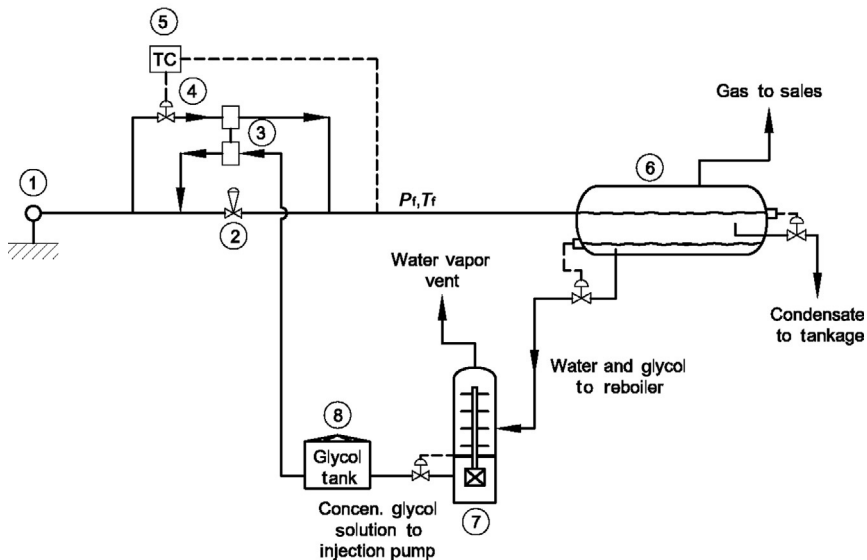 5
TC
4
3
1
2
Pf,Tf
Gas to sales
6
Condensate
to tankage
Water vapor
vent
Water and glycol
to reboiler
8
Glycol
tank
Concen. glycol
solution to
injection pump
7